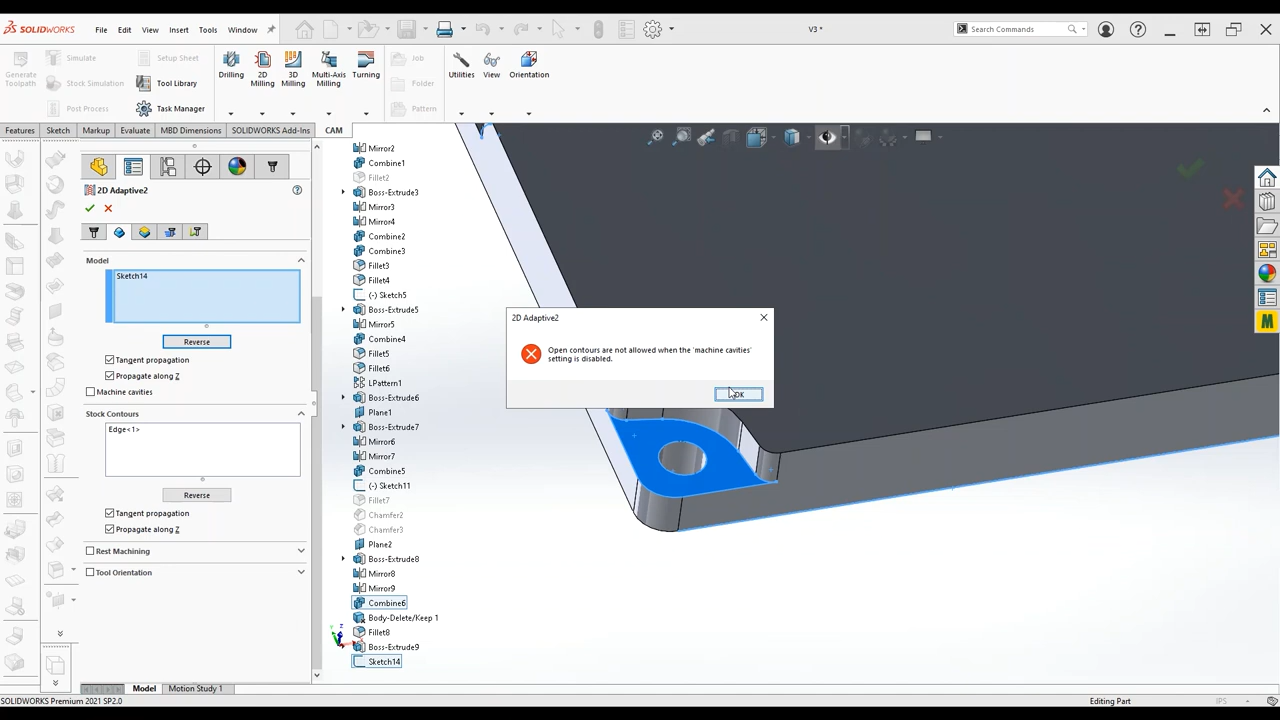 SOLIDWORKS File Edit View Insert Tools Window V3 * Search Commands
Generate Toolpath
Simulate
Stock Simulation
Post Process
Setup Sheet
Tool Library
Task Manager
Drilling
2D Milling
3D Milling
Multi-Axis Milling
Turning
Job
Folder
Pattern
Utilities
View
Orientation
Features Sketch Markup Evaluate MBD Dimensions SOLIDWORKS Add-Ins CAM
2D Adaptive2
Model
Sketch14
Reverse
Tangent propagation
Propagate along Z
Machine cavities
Stock Contours
Edge<1>
Reverse
Tangent propagation
Propagate along Z
Rest Machining
Tool Orientation
Mirror2
Combine1
Fillet2
Boss-Extrude3
Mirror3
Mirror4
Combine2
Combine3
Fillet3
Fillet4
(-) Sketch5
Boss-Extrude5
Mirror5
Combine4
Fillet5
Fillet6
LPattern1
Boss-Extrude6
Plane1
Boss-Extrude7
Mirror6
Mirror7
Combine5
(-) Sketch11
Fillet7
Chamfer2
Chamfer3
Plane2
Boss-Extrude8
Mirror8
Mirror9
Combine6
Body-Delete/Keep 1
Fillet8
Boss-Extrude9
Sketch14
2D Adaptive2
Open contours are not allowed when the 'machine cavities'
setting is disabled.
OK
M
Model Motion Study 1
SOLIDWORKS Premium 2021 SP2.0 Editing Part IPS